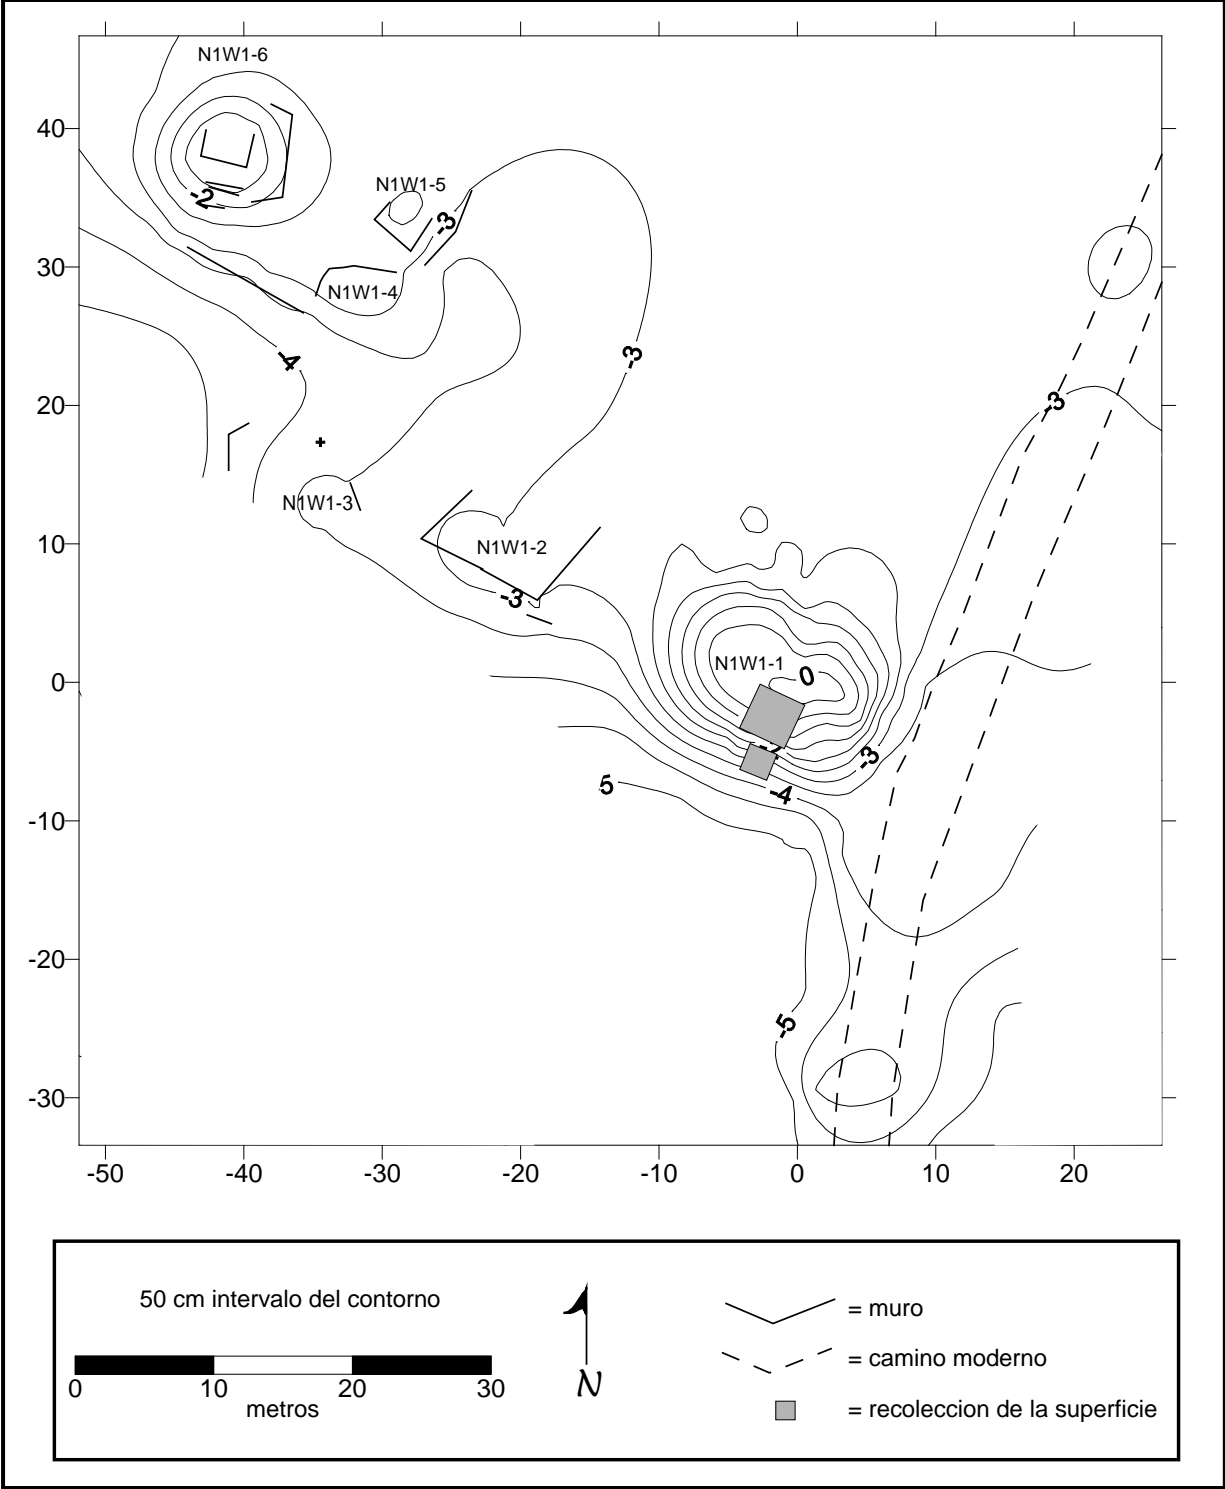 N1W1-6
40
-2
N1W1-5
-3
30
N1W1-4
-4
-3
20
-3
N1W1-3
10
N1W1-2
-3
N1W1-1
0
0
-2
-3
5
-4
-10
-20
-5
-30
-50 -40 -30 -20 -10 0 10 20
50 cm intervalo del contorno
0 10 20 30
metros
N
= muro
= camino moderno
= recoleccion de la superficie